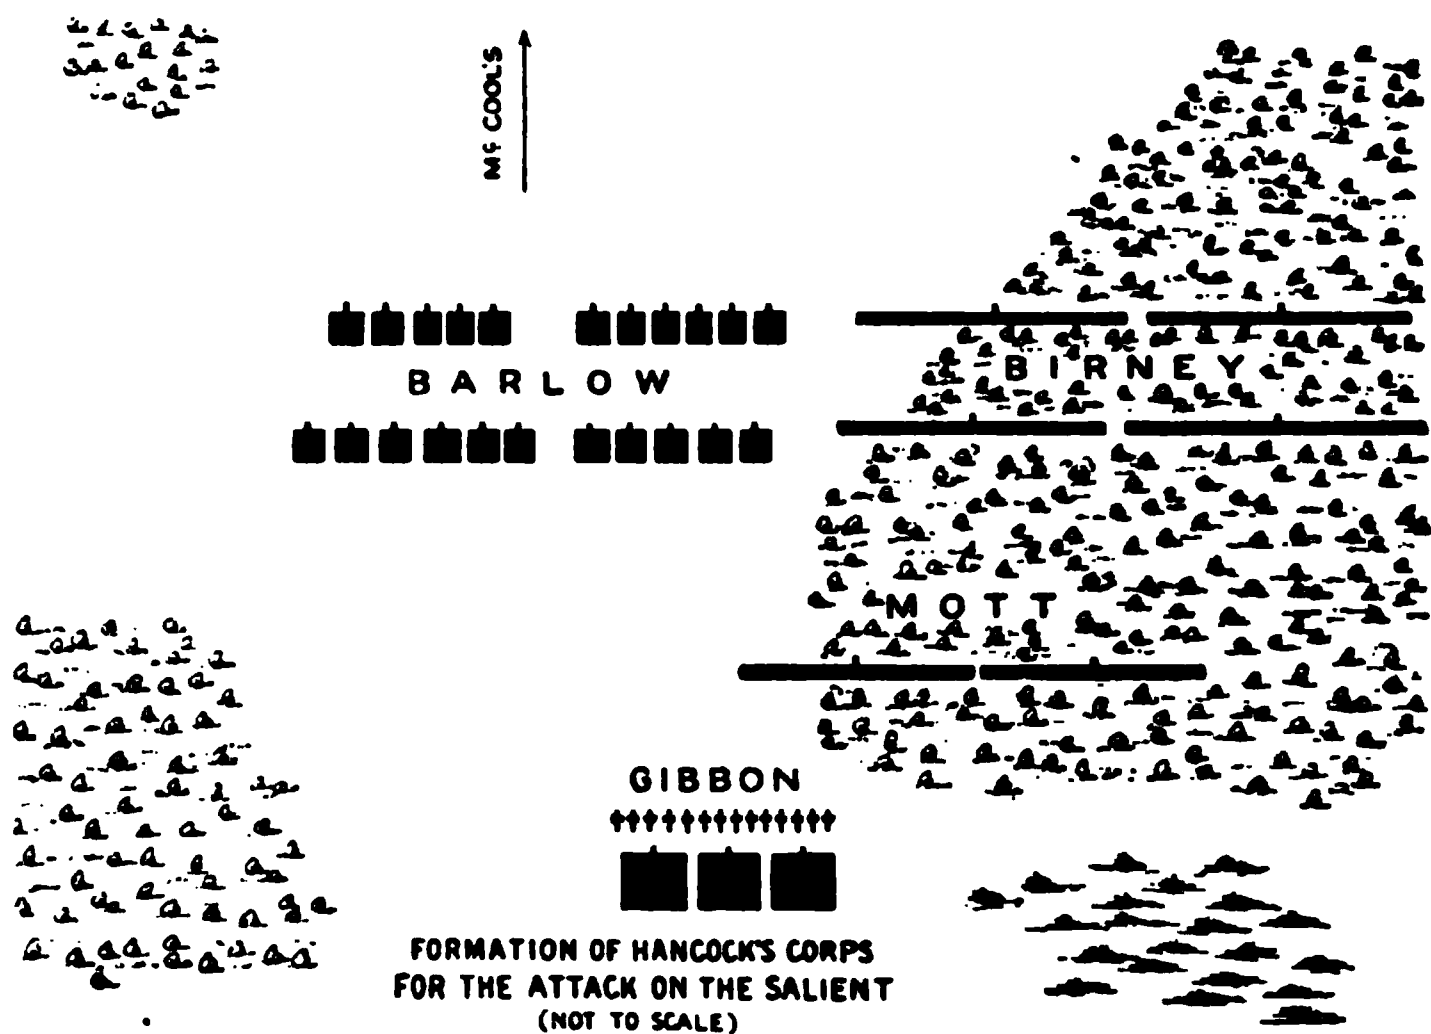 Mc COOL'S
BARLOW
BIRNEY
MOTT
GIBBON
FORMATION OF HANCOCK'S CORPS
FOR THE ATTACK ON THE SALIENT
(NOT TO SCALE)